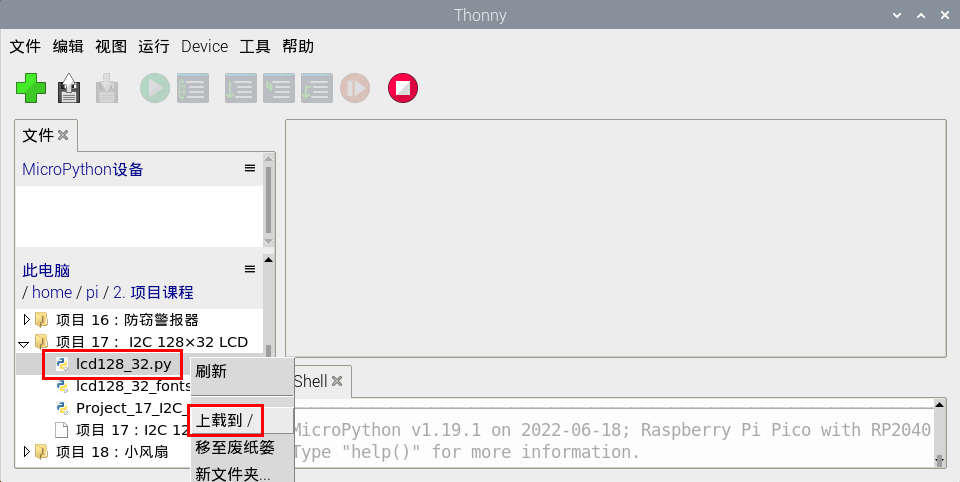 Thonny
文件 编辑 视图 运行 Device 工具 帮助
文件
MicroPython设备
此电脑
/ home / pi / 2. 项目课程
项目 16：防窃警报器
项目 17： I2C 128×32 LCD
lcd128_32.py
lcd128_32_fonts
Project_17_I2C_
项目 17：I2C 12
项目 18：小风扇
刷新
上载到 /
移至废纸篓
新文件夹...
Shell
MicroPython v1.19.1 on 2022-06-18; Raspberry Pi Pico with RP2040
Type "help()" for more information.